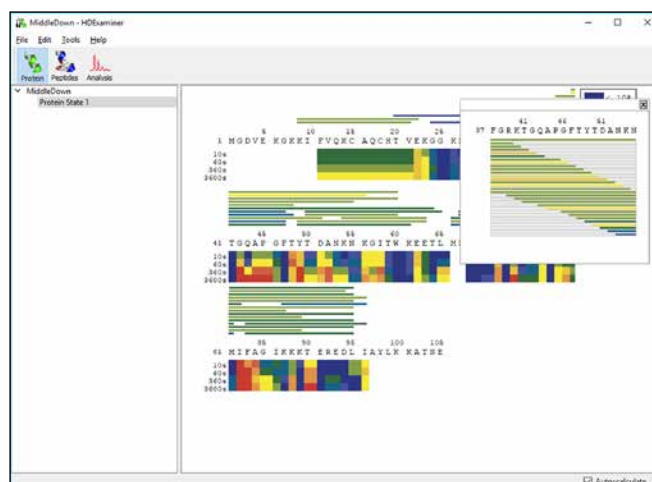 MiddleDown - HDExaminer
File Edit Tools Help
Protein Peptides Analysis
MiddleDown
Protein State 1
5 15 20 25
1 MGDVE KGKKI FVQKC AQCHT VEKGG K
10s
60s
360s
3600s
41 46 51
37 FGRKTGQAPGFTYTDANKN
45 50 55 60 65
41 TGQAP GFTYT DANKN KGITW KEETL M
10s
60s
360s
3600s
85 90 95 100 105
81 MIFAG IKKKT EREDL IAYLK KATNE
10s
60s
360s
3600s
Autocalculate